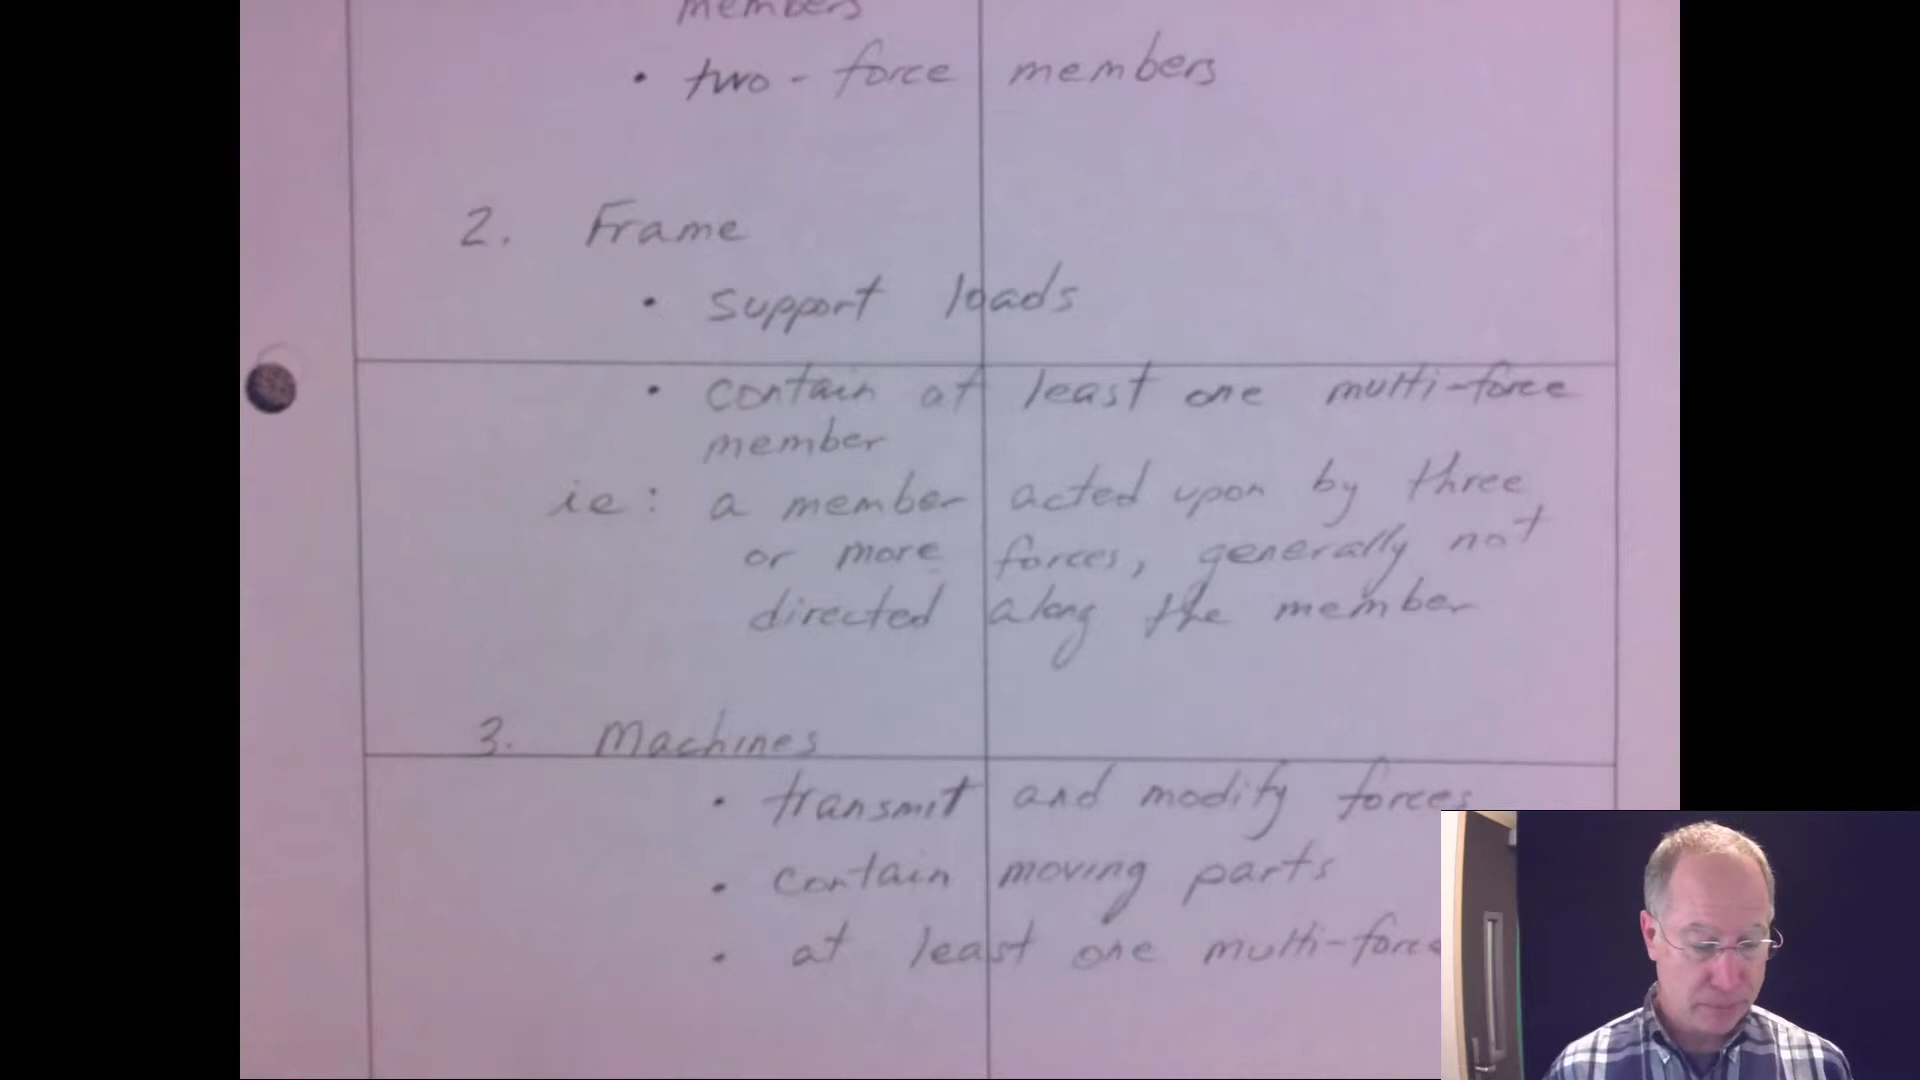 members
• two-force members
2. Frame
• support loads
• contain at least one multi-force
member
ie: a member acted upon by three
or more forces, generally not
directed along the member
3. Machines
• transmit and modify forces
• contain moving parts
• at least one multi-force